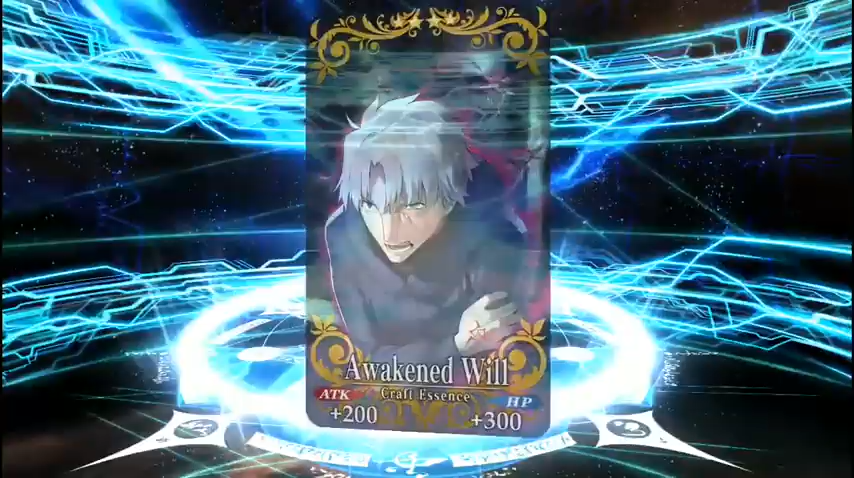 Awakened Will
Craft Essence
ATK
HP
+200
+300